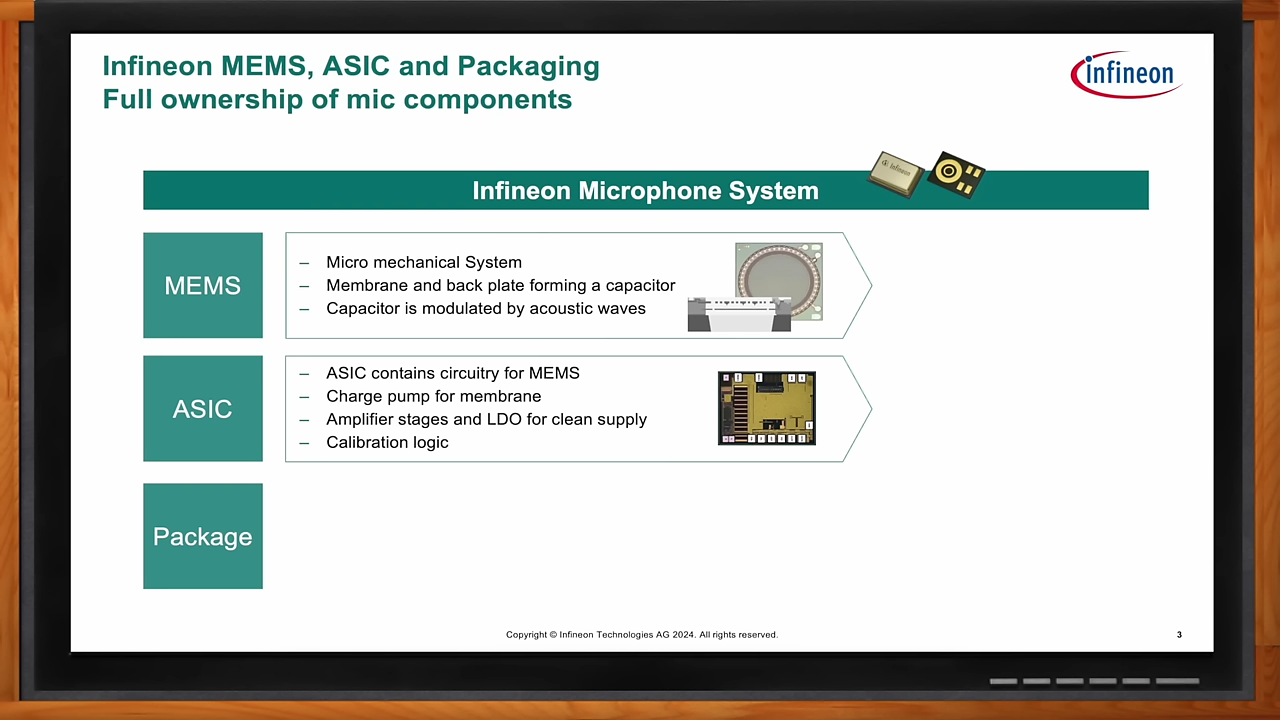 Infineon MEMS, ASIC and Packaging
Full ownership of mic components
infineon
Infineon Microphone System
infineon
MEMS
– Micro mechanical System
– Membrane and back plate forming a capacitor
– Capacitor is modulated by acoustic waves
ASIC
– ASIC contains circuitry for MEMS
– Charge pump for membrane
– Amplifier stages and LDO for clean supply
– Calibration logic
Package
Copyright © Infineon Technologies AG 2024. All rights reserved.
3